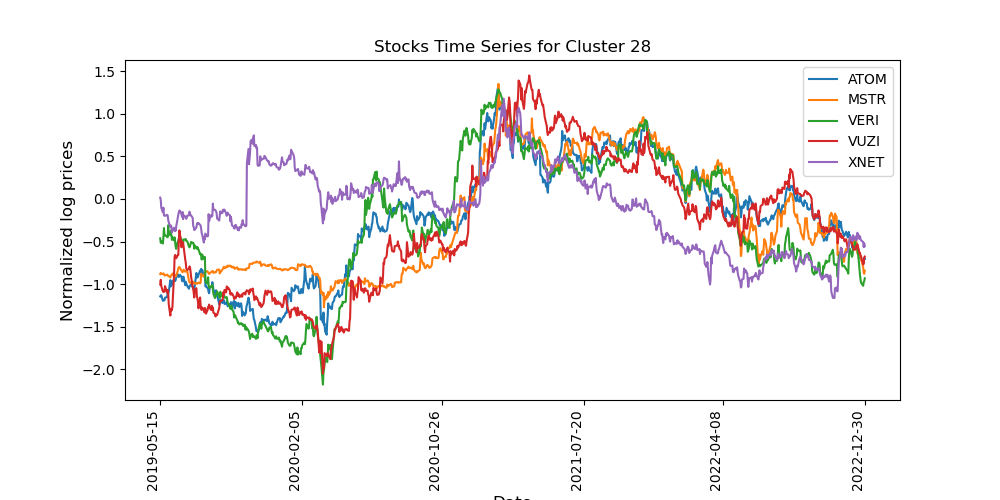 Stocks Time Series for Cluster 28
Normalized log prices
1.5
1.0
0.5
0.0
−0.5
−1.0
−1.5
−2.0
ATOM
MSTR
VERI
VUZI
XNET
2019-05-15
2020-02-05
2020-10-26
2021-07-20
2022-04-08
2022-12-30
Date